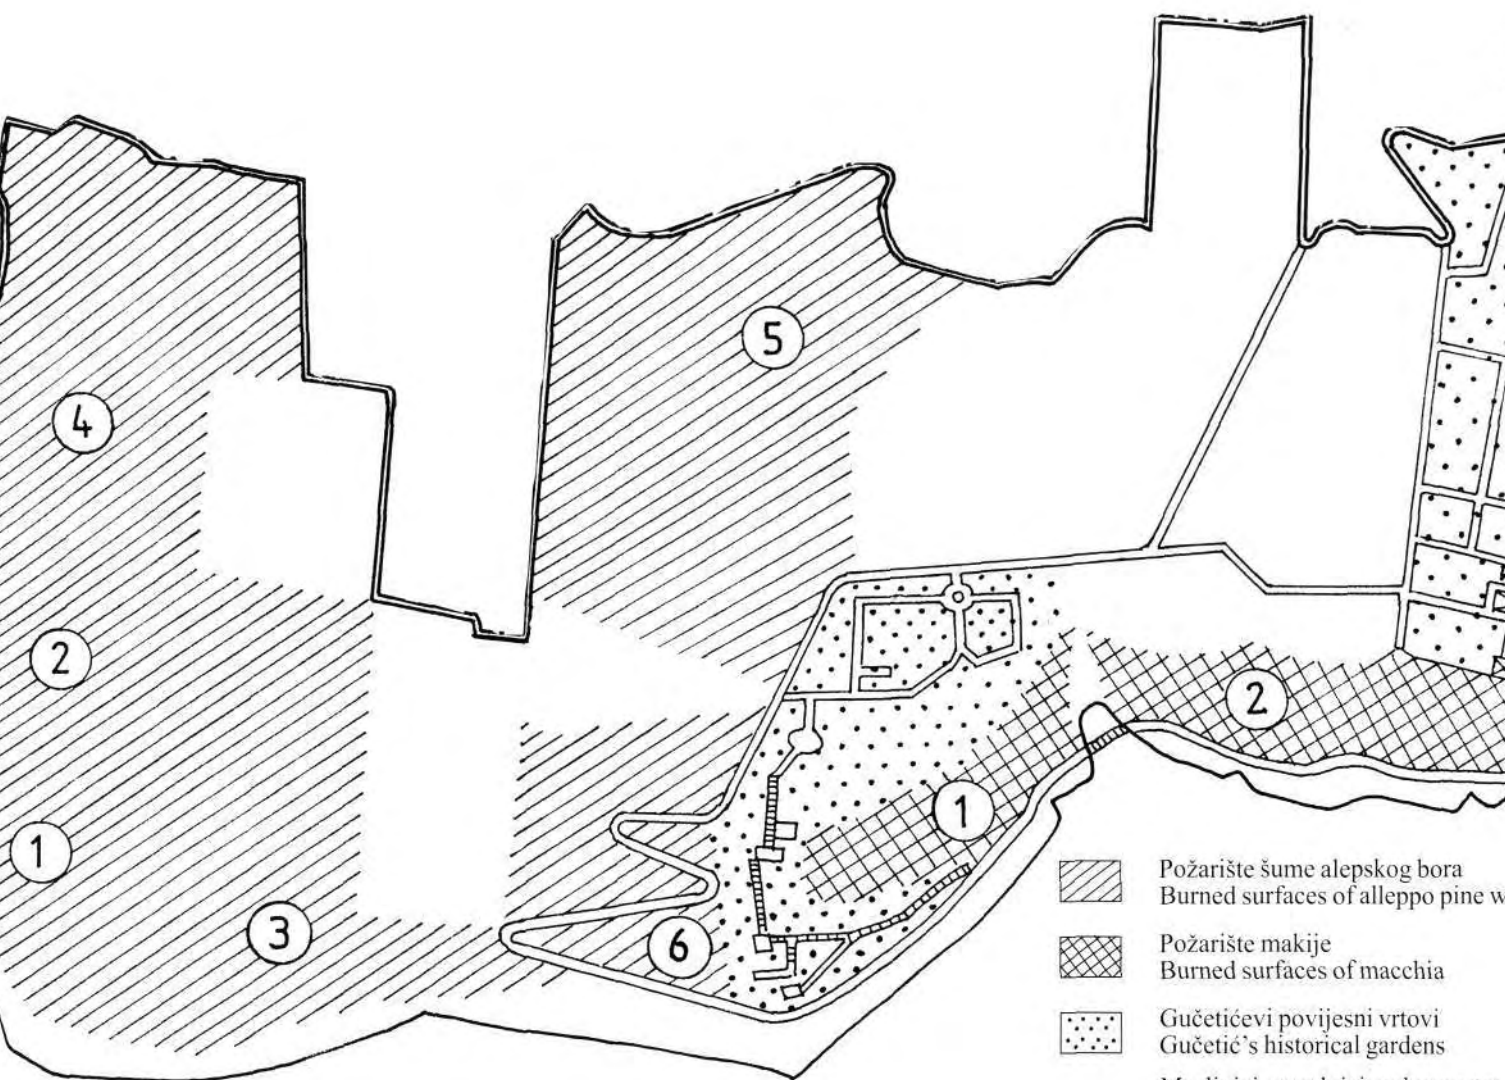 5
4
2
2
1
1
3
6
Požarište šume alepskog bora
Burned surfaces of alleppo pine
Požarište makije
Burned surfaces of macchia
Gučetićevi povijesni vrtovi
Gučetić's historical gardens